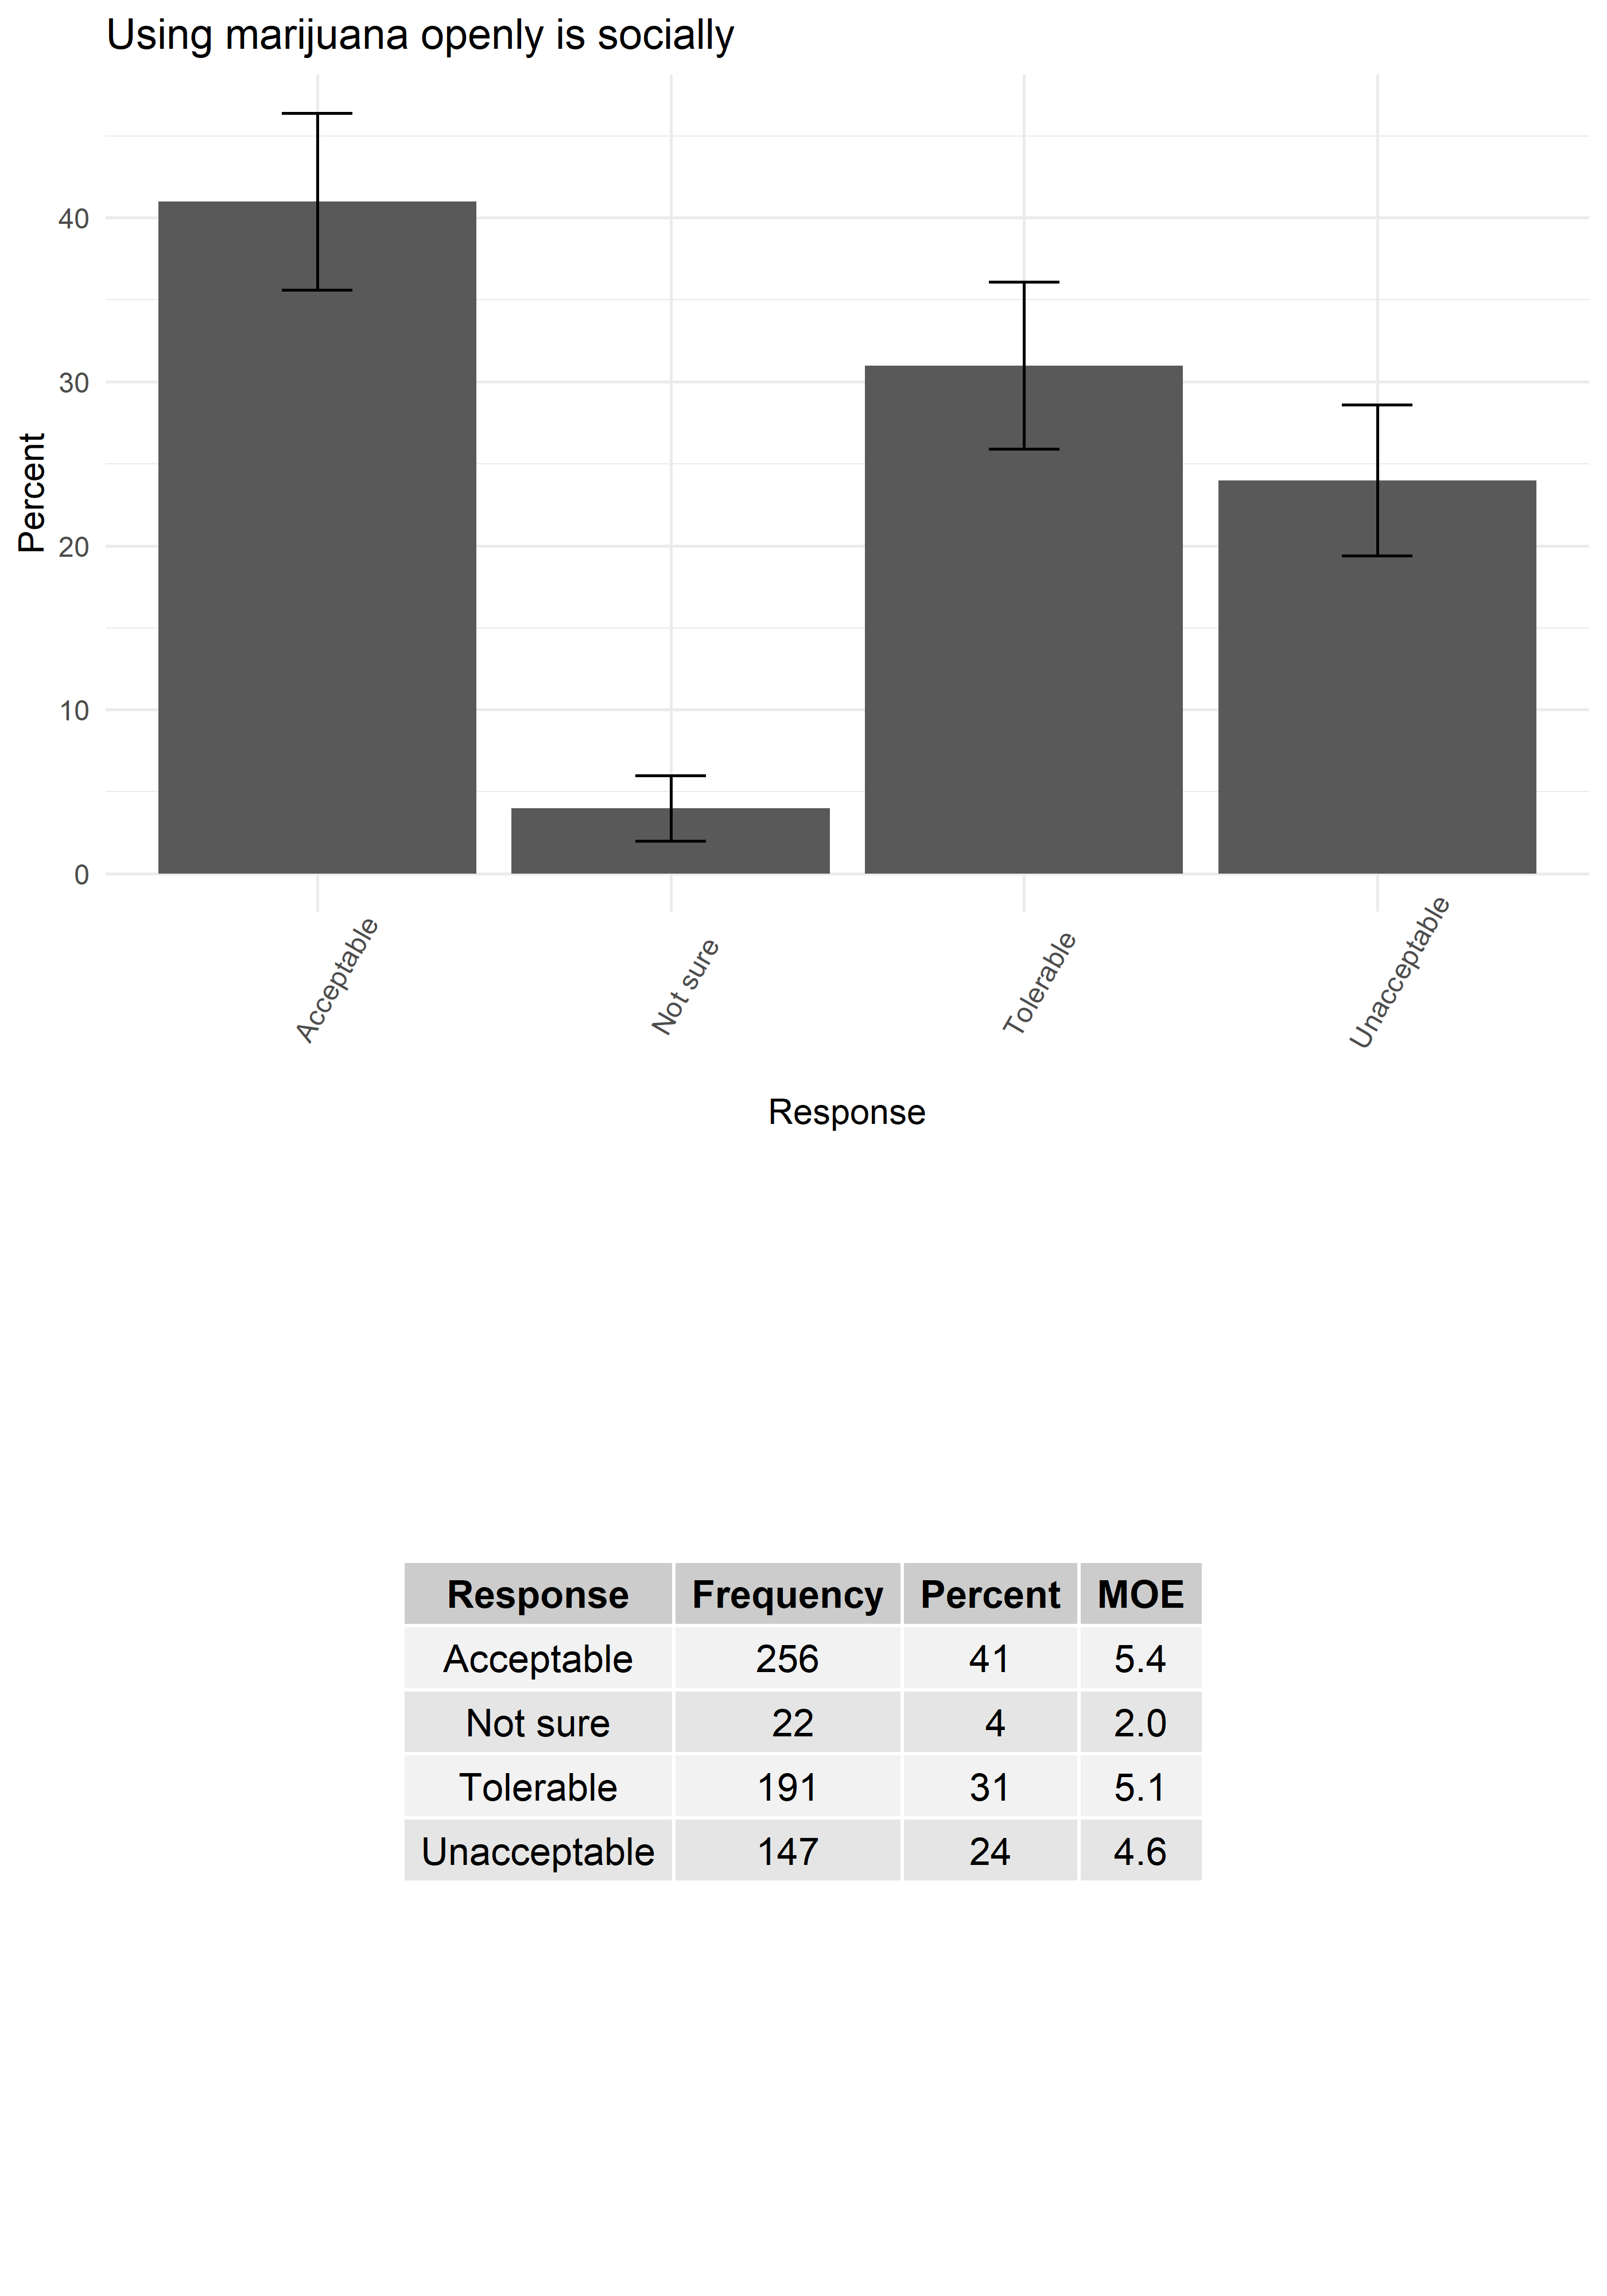 Using marijuana openly is socially
Percent
40
30
20
10
0
Acceptable
Not sure
Tolerable
Unacceptable
Response
Response Frequency Percent MOE
Acceptable 256 41 5.4
Not sure 22 4 2.0
Tolerable 191 31 5.1
Unacceptable 147 24 4.6